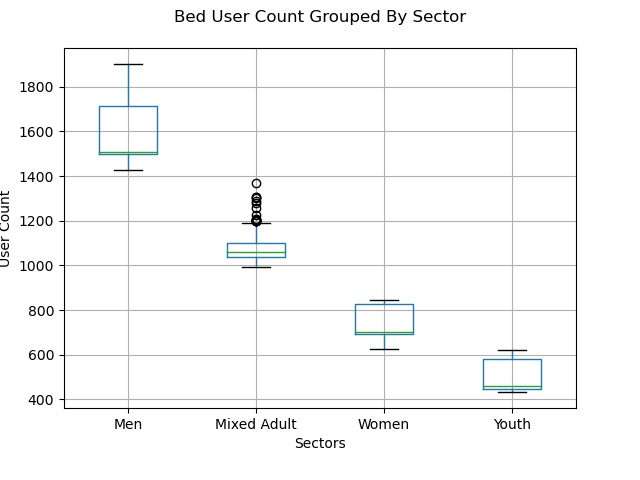 Bed User Count Grouped By Sector
1800
1600
1400
1200
1000
800
600
400
User Count
Men
Mixed Adult
Women
Youth
Sectors